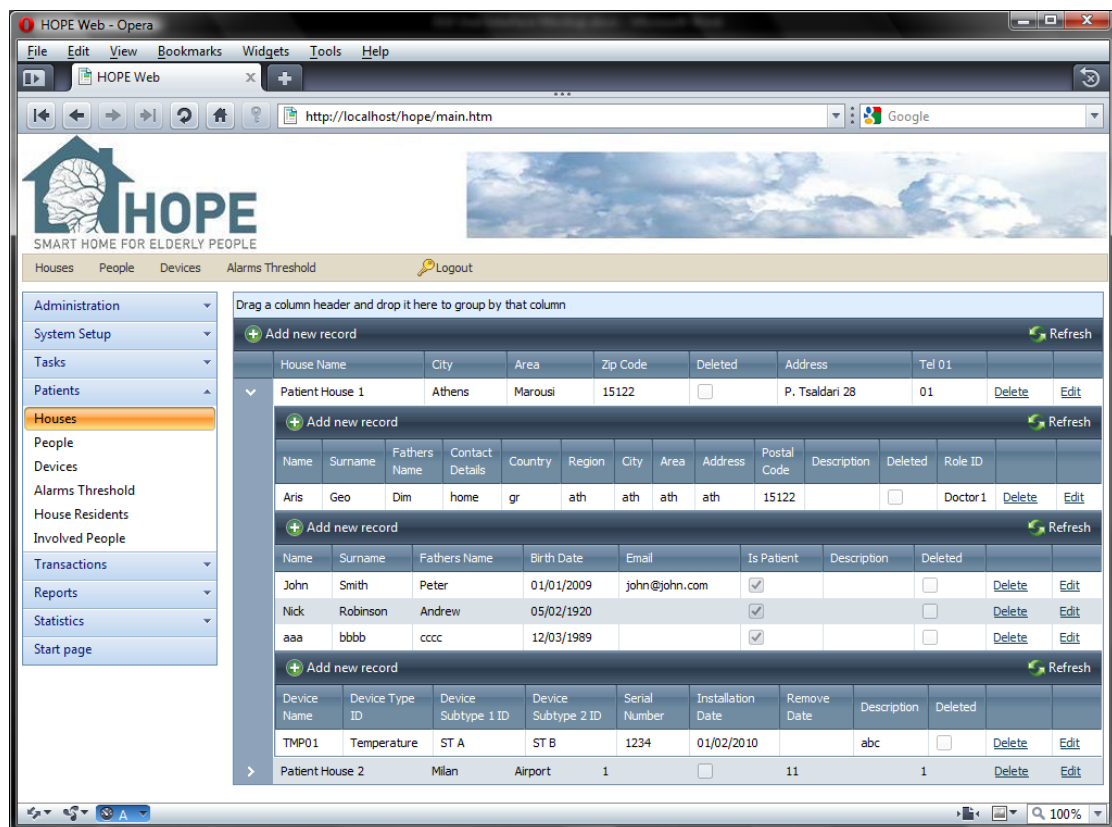 HOPE Web - Opera
File Edit View Bookmarks Widgets Tools Help
HOPE Web
http://localhost/hope/main.htm Google
HOPE
SMART HOME FOR ELDERLY PEOPLE
Houses People Devices Alarms Threshold Logout
Administration
System Setup
Tasks
Patients
Houses
People
Devices
Alarms Threshold
House Residents
Involved People
Transactions
Reports
Statistics
Start page
Drag a column header and drop it here to group by that column
Add new record Refresh
House Name City Area Zip Code Deleted Address Tel 01
Patient House 1 Athens Marousi 15122 P. Tsaldari 28 01 Delete Edit
Add new record Refresh
Name Surname Fathers Name Contact Details Country Region City Area Address Postal Code Description Deleted Role ID
Aris Geo Dim home gr ath ath ath ath 15122 Doctor1 Delete Edit
Add new record Refresh
Name Surname Fathers Name Birth Date Email Is Patient Description Deleted
John Smith Peter 01/01/2009 john@john.com Delete Edit
Nick Robinson Andrew 05/02/1920 Delete Edit
aaa bbbb cccc 12/03/1989 Delete Edit
Add new record Refresh
Device Name Device Type ID Device Subtype 1 ID Device Subtype 2 ID Serial Number Installation Date Remove Date Description Deleted
TMP01 Temperature ST A ST B 1234 01/02/2010 abc Delete Edit
Patient House 2 Milan Airport 1 11 1 Delete Edit
A 100%